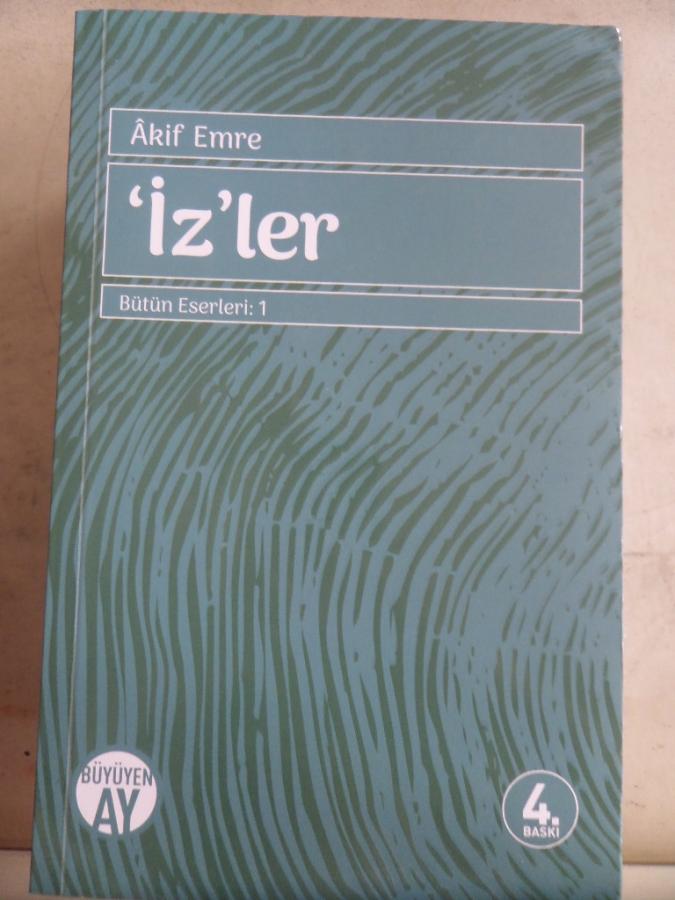 Âkif Emre
‘İz’ler
Bütün Eserleri: 1
BÜYÜYEN
AY
4.
BASKI